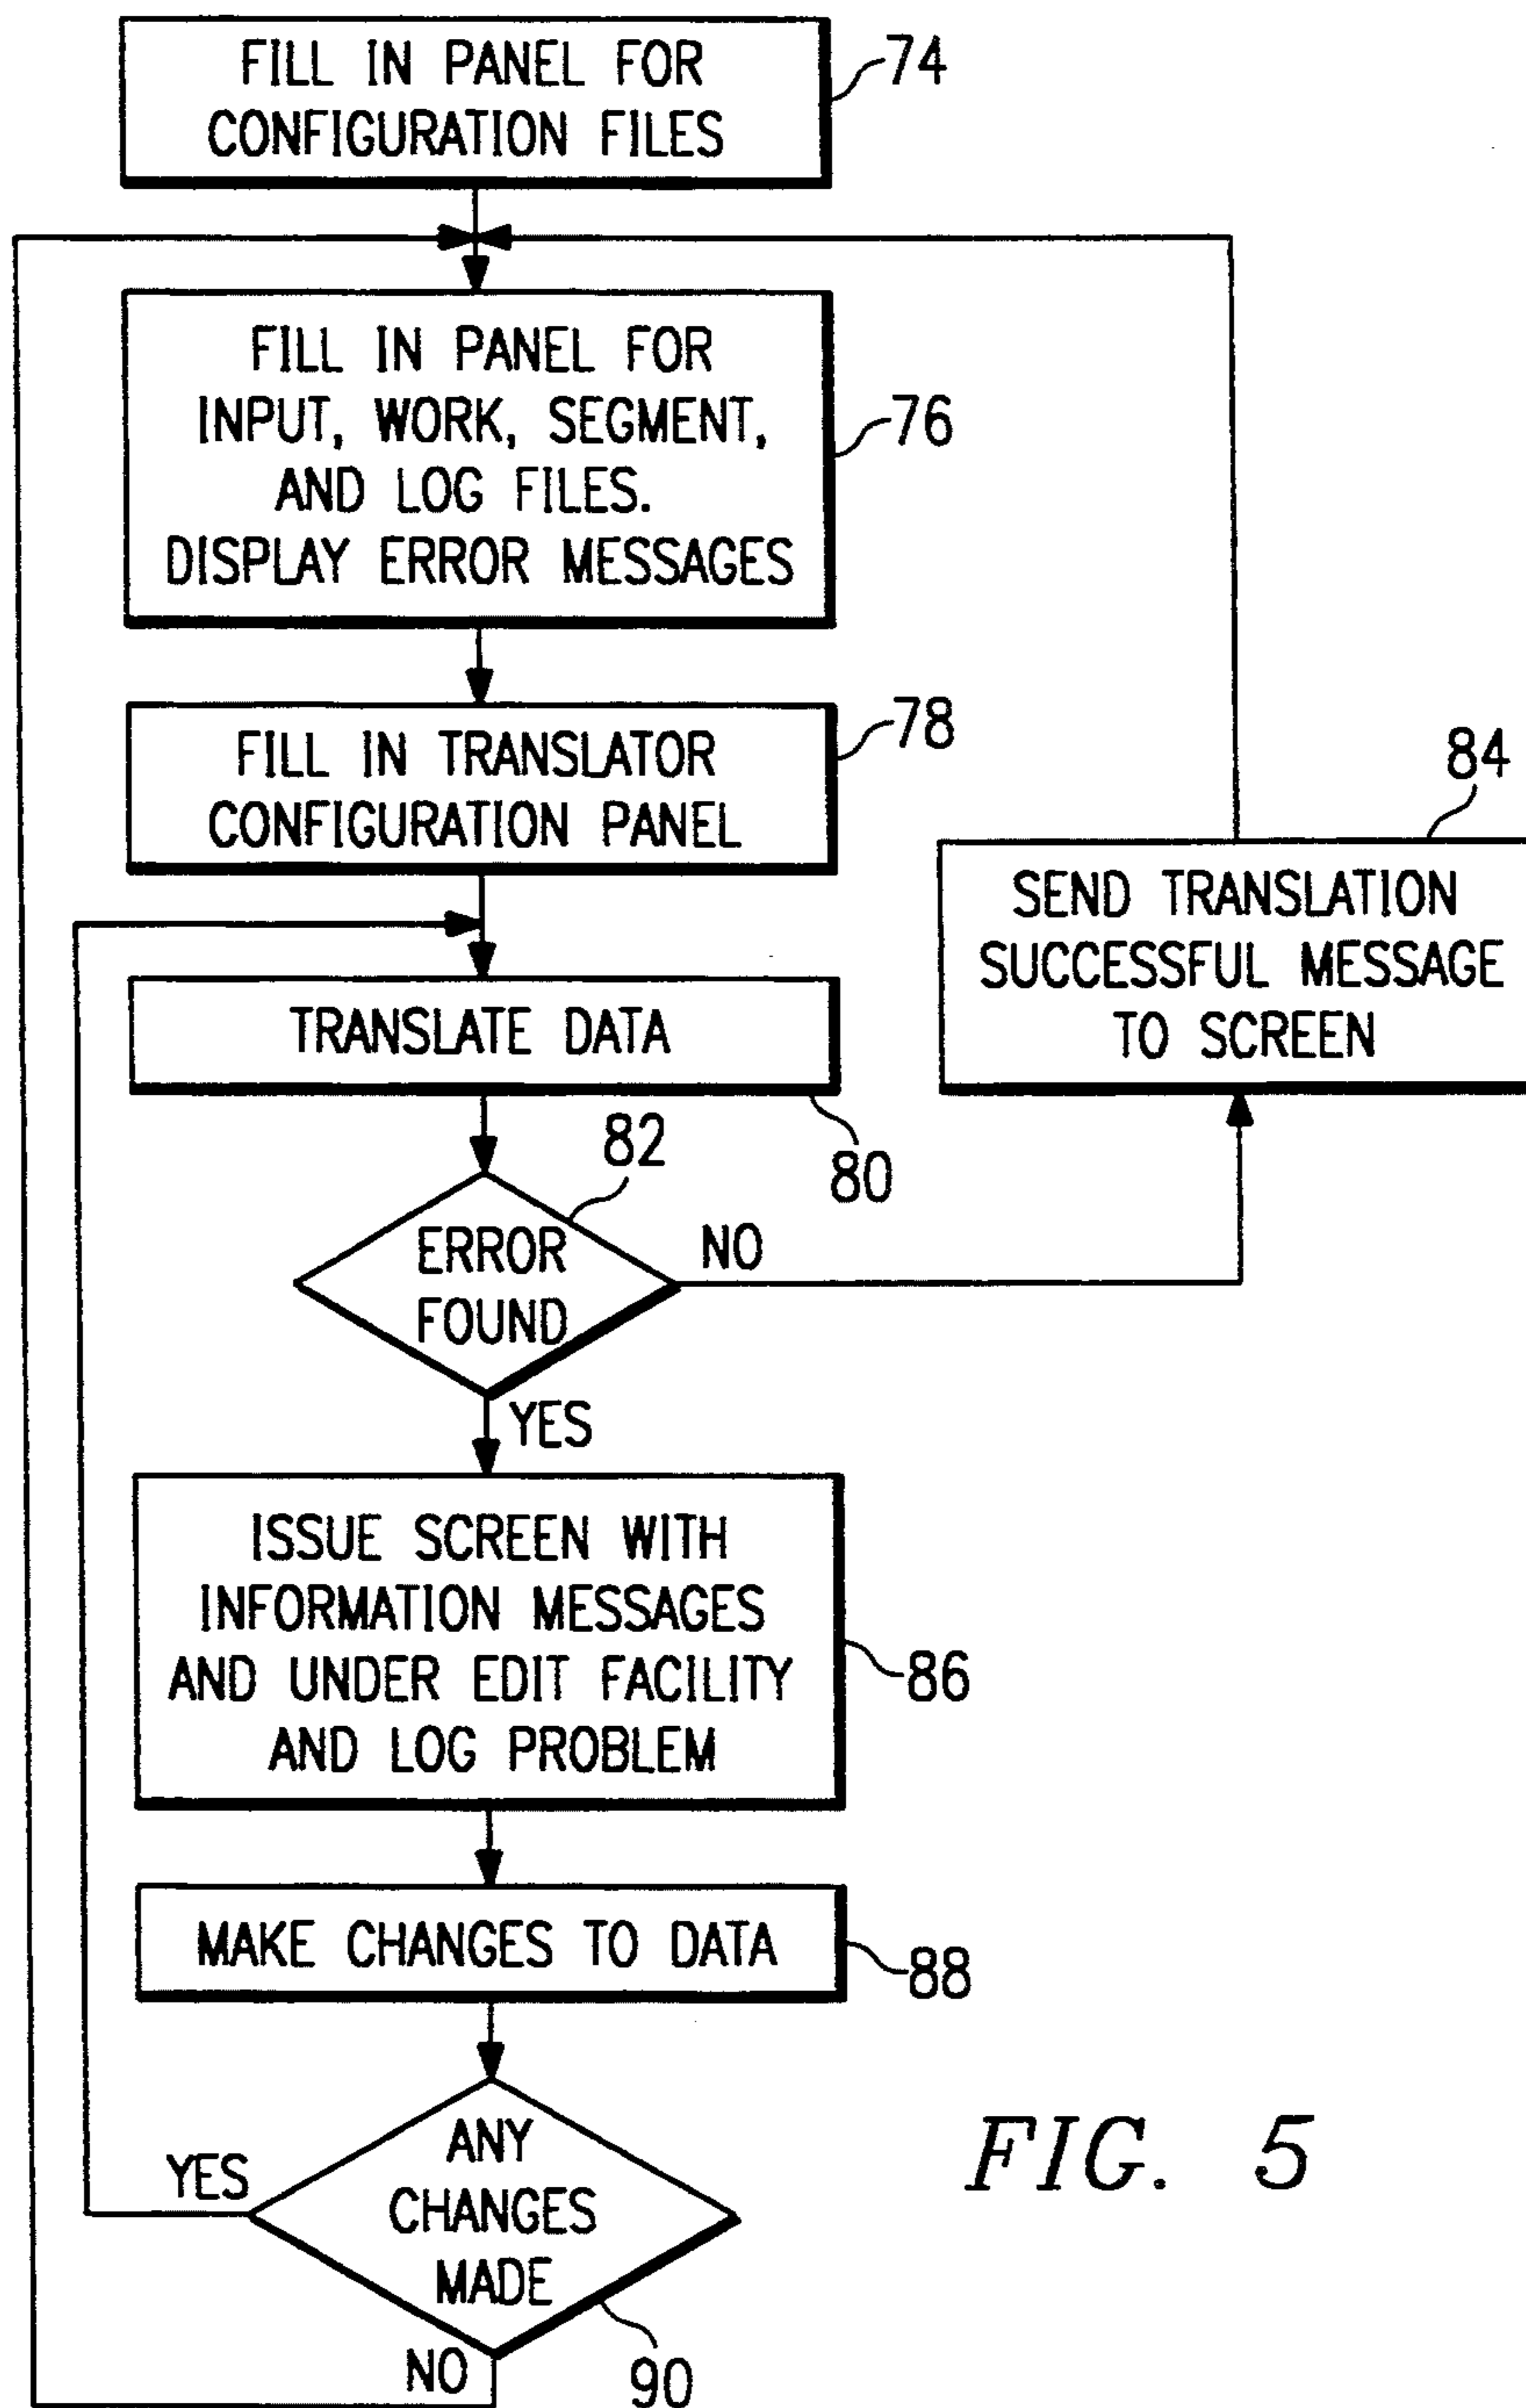 FILL IN PANEL FOR
CONFIGURATION FILES
74
FILL IN PANEL FOR
INPUT, WORK, SEGMENT,
AND LOG FILES.
DISPLAY ERROR MESSAGES
76
FILL IN TRANSLATOR
CONFIGURATION PANEL
78
84
SEND TRANSLATION
SUCCESSFUL MESSAGE
TO SCREEN
TRANSLATE DATA
80
82
ERROR
FOUND
NO
YES
ISSUE SCREEN WITH
INFORMATION MESSAGES
AND UNDER EDIT FACILITY
AND LOG PROBLEM
86
MAKE CHANGES TO DATA
88
ANY
CHANGES
MADE
YES
NO
90
FIG. 5